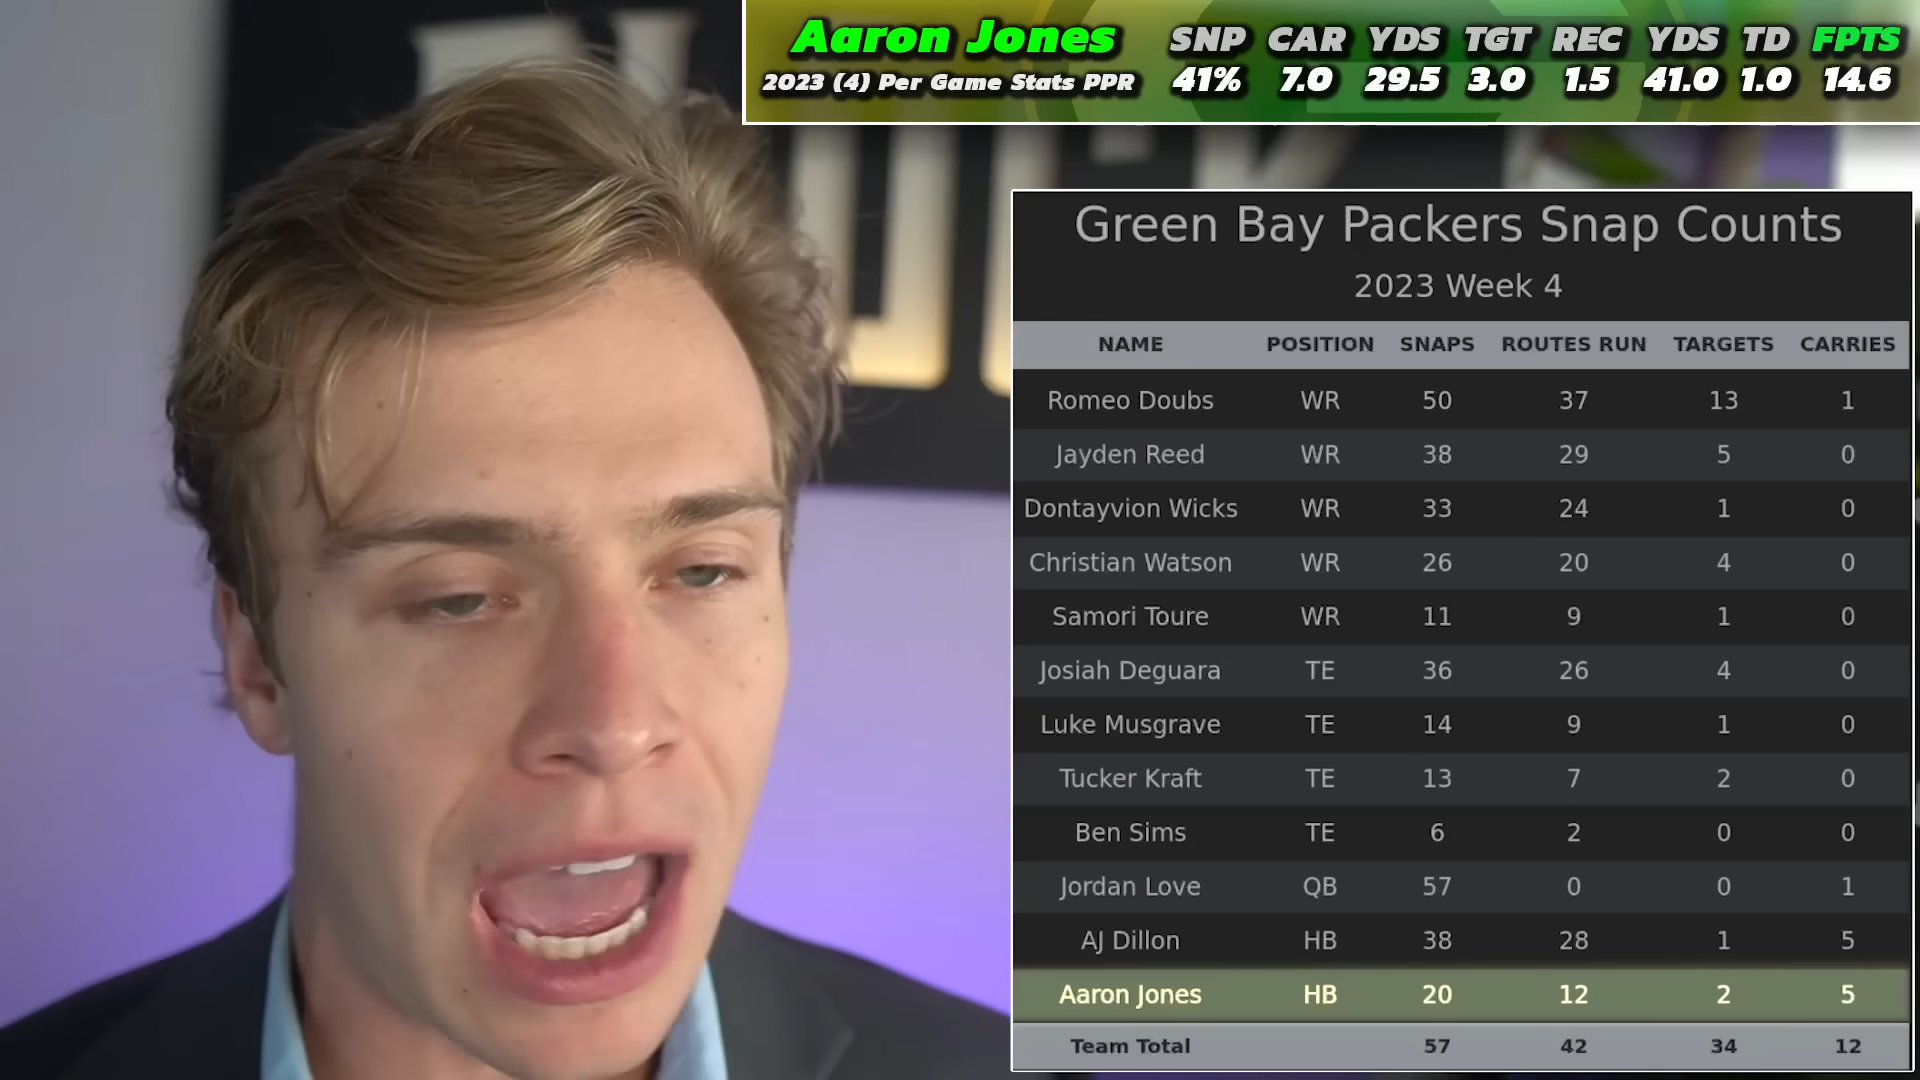 Aaron Jones
2023 (4) Per Game Stats PPR
SNP CAR YDS TGT REC YDS TD FPTS
41% 7.0 29.5 3.0 1.5 41.0 1.0 14.6
Green Bay Packers Snap Counts
2023 Week 4
NAME POSITION SNAPS ROUTES RUN TARGETS CARRIES
Romeo Doubs WR 50 37 13 1
Jayden Reed WR 38 29 5 0
Dontayvion Wicks WR 33 24 1 0
Christian Watson WR 26 20 4 0
Samori Toure WR 11 9 1 0
Josiah Deguara TE 36 26 4 0
Luke Musgrave TE 14 9 1 0
Tucker Kraft TE 13 7 2 0
Ben Sims TE 6 2 0 0
Jordan Love QB 57 0 0 1
AJ Dillon HB 38 28 1 5
Aaron Jones HB 20 12 2 5
Team Total 57 42 34 12